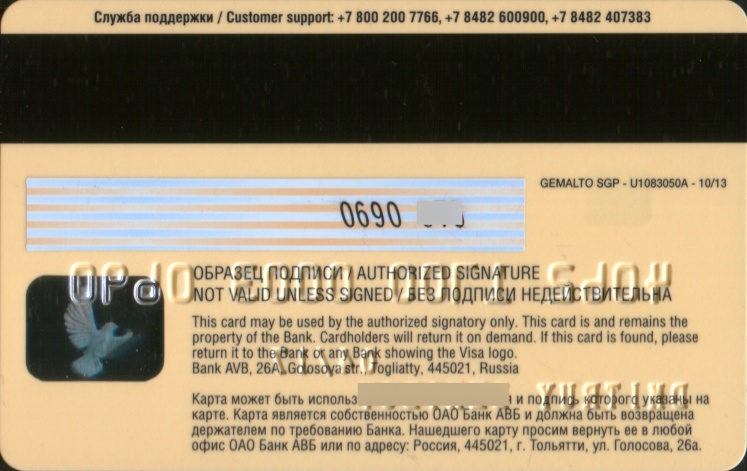 Служба поддержки / Customer support: +7 800 200 7766, +7 8482 600900, +7 8482 407383
GEMALTO SGP - U1083050A - 10/13
0690
ОБРАЗЕЦ ПОДПИСИ / AUTHORIZED SIGNATURE
NOT VALID UNLESS SIGNED / БЕЗ ПОДПИСИ НЕДЕЙСТВИТЕЛЬНА
This card may be used by the authorized signatory only. This card is and remains the
property of the Bank. Cardholders will return it on demand. If this card is found, please
return it to the Bank or any Bank showing the Visa logo.
Bank AVB, 26A, Golosova str., Togliatty, 445021, Russia
Карта может быть и подпись которого указаны на
карте. Карта является собственностью ОАО Банк АВБ и должна быть возвращена
держателем по требованию Банка. Нашедшего карту просим вернуть ее в любой
офис ОАО Банк АВБ или по адресу: Россия, 445021, г. Тольятти, ул. Голосова, 26а.